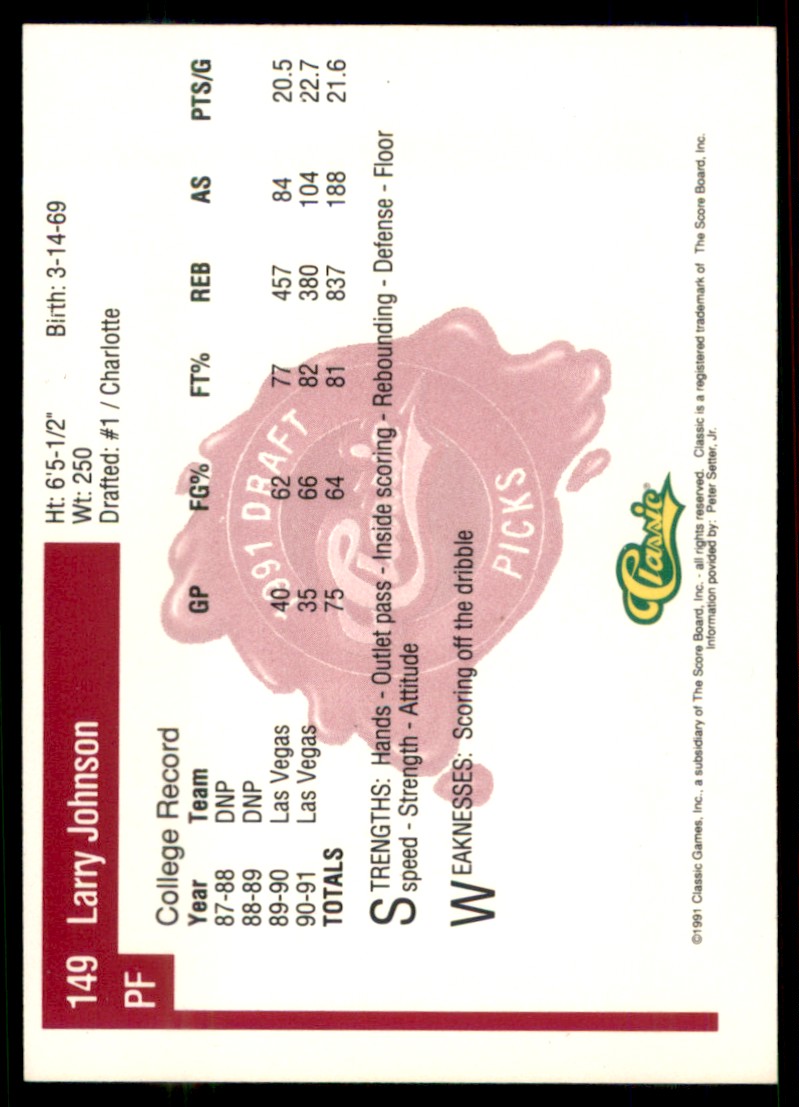 149 Larry Johnson
PF
Ht: 6'5-1/2" Birth: 3-14-69
Wt: 250
Drafted: #1 / Charlotte
College Record
Year Team GP FG% FT% REB AS PTS/G
87-88 DNP
88-89 DNP
89-90 Las Vegas 40 62 77 457 84 20.5
90-91 Las Vegas 35 66 82 380 104 22.7
TOTALS 75 64 81 837 188 21.6
STRENGTHS: Hands - Outlet pass - Inside scoring - Rebounding - Defense - Floor
speed - Strength - Attitude
WEAKNESSES: Scoring off the dribble
1991 DRAFT
Classic
PICKS
Classic®
©1991 Classic Games, Inc., a subsidiary of The Score Board, Inc. - all rights reserved. Classic is a registered trademark of The Score Board, Inc.
Information povided by: Peter Setter, Jr.